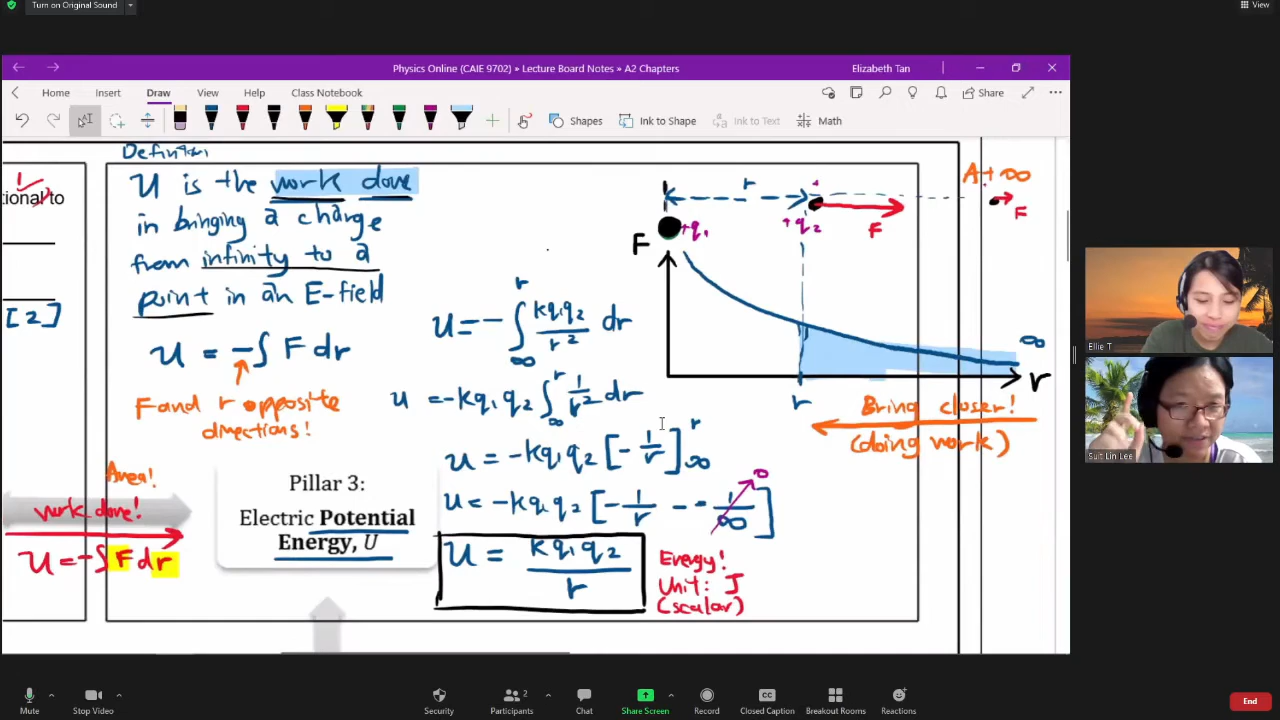 Turn on Original Sound
View
Physics Online (CAIE 9702) » Lecture Board Notes » A2 Chapters
Elizabeth Tan
Home Insert Draw View Help Class Notebook
Share
Shapes Ink to Shape Ink to Text Math
Definition
U is the work done
in bringing a charge
from infinity to a
point in an E-field
U = -∫ F dr
F and r opposite
directions!
ional to
[2]
Area!
work done!
U = -∫ F dr
Pillar 3:
Electric Potential
Energy, U
U = -∫_∞^r kq₁q₂/r² dr
U = -kq₁q₂ ∫_∞^r 1/r² dr
U = -kq₁q₂ [-1/r]_∞^r
U = -kq₁q₂ [-1/r - - 1/∞] 0
U = kq₁q₂/r
Energy!
Unit: J
(scalar)
r
+q₁
+q₂
F
At ∞
F
F
∞
r
r
Bring closer!
(doing work)
Ellie T
Suit Lin Lee
Mute
Stop Video
Security
Participants 2
Chat
Share Screen
Record
Closed Caption
Breakout Rooms
Reactions
End